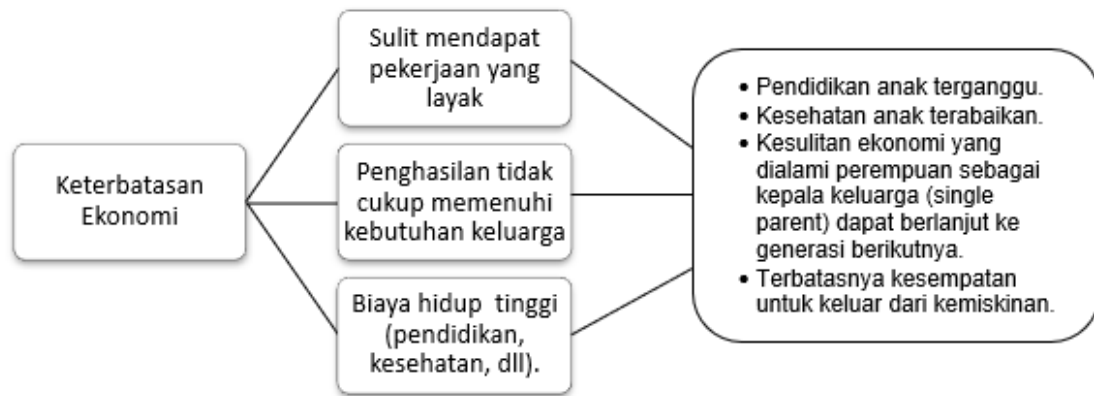 Keterbatasan
Ekonomi
Sulit mendapat
pekerjaan yang
layak
Penghasilan tidak
cukup memenuhi
kebutuhan keluarga
Biaya hidup tinggi
(pendidikan,
kesehatan, dll).
• Pendidikan anak terganggu.
• Kesehatan anak terabaikan.
• Kesulitan ekonomi yang
dialami perempuan sebagai
kepala keluarga (single
parent) dapat berlanjut ke
generasi berikutnya.
• Terbatasnya kesempatan
untuk keluar dari kemiskinan.